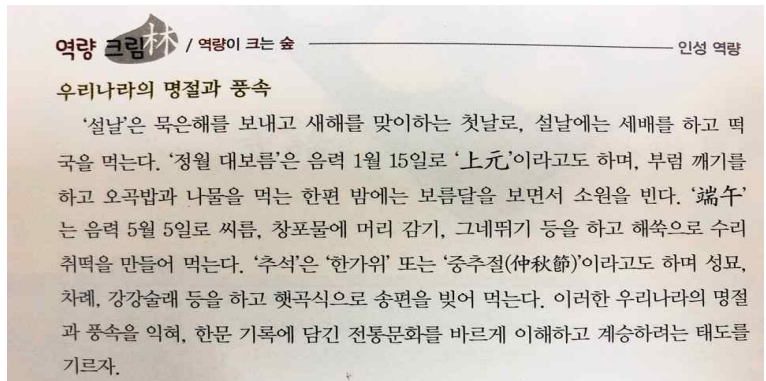 역량 크림林 / 역량이 크는 숲 인성 역량
우리나라의 명절과 풍속
‘설날’은 묵은해를 보내고 새해를 맞이하는 첫날로, 설날에는 세배를 하고 떡
국을 먹는다. ‘정월 대보름’은 음력 1월 15일로 ‘上元’이라고도 하며, 부럼 깨기를
하고 오곡밥과 나물을 먹는 한편 밤에는 보름달을 보면서 소원을 빈다. ‘端午’
는 음력 5월 5일로 씨름, 창포물에 머리 감기, 그네뛰기 등을 하고 해쑥으로 수리
취떡을 만들어 먹는다. ‘추석’은 ‘한가위’ 또는 ‘중추절(仲秋節)’이라고도 하며 성묘,
차례, 강강술래 등을 하고 햇곡식으로 송편을 빚어 먹는다. 이러한 우리나라의 명절
과 풍속을 익혀, 한문 기록에 담긴 전통문화를 바르게 이해하고 계승하려는 태도를
기르자.